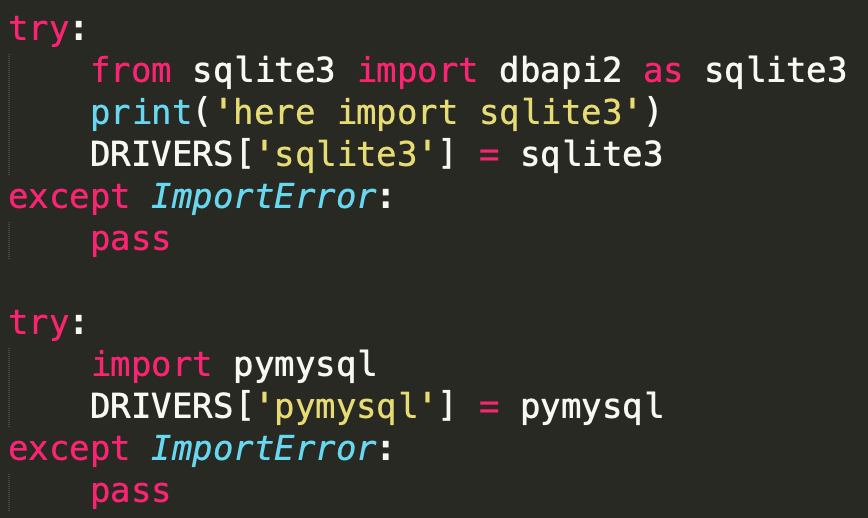 try:
    from sqlite3 import dbapi2 as sqlite3
    print('here import sqlite3')
    DRIVERS['sqlite3'] = sqlite3
except ImportError:
    pass

try:
    import pymysql
    DRIVERS['pymysql'] = pymysql
except ImportError:
    pass